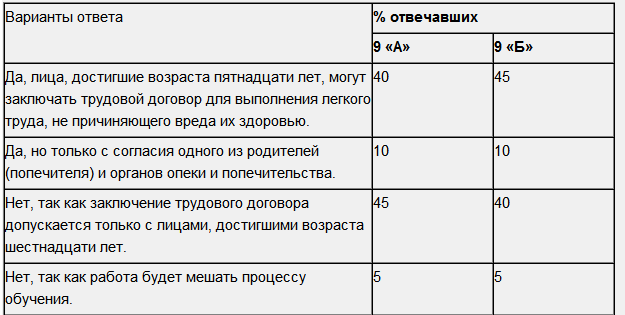 Варианты ответа
% отвечавших
9 «А»
9 «Б»
Да, лица, достигшие возраста пятнадцати лет, могут
заключать трудовой договор для выполнения легкого
труда, не причиняющего вреда их здоровью.
40
45
Да, но только с согласия одного из родителей
(попечителя) и органов опеки и попечительства.
10
10
Нет, так как заключение трудового договора
допускается только с лицами, достигшими возраста
шестнадцати лет.
45
40
Нет, так как работа будет мешать процессу
обучения.
5
5